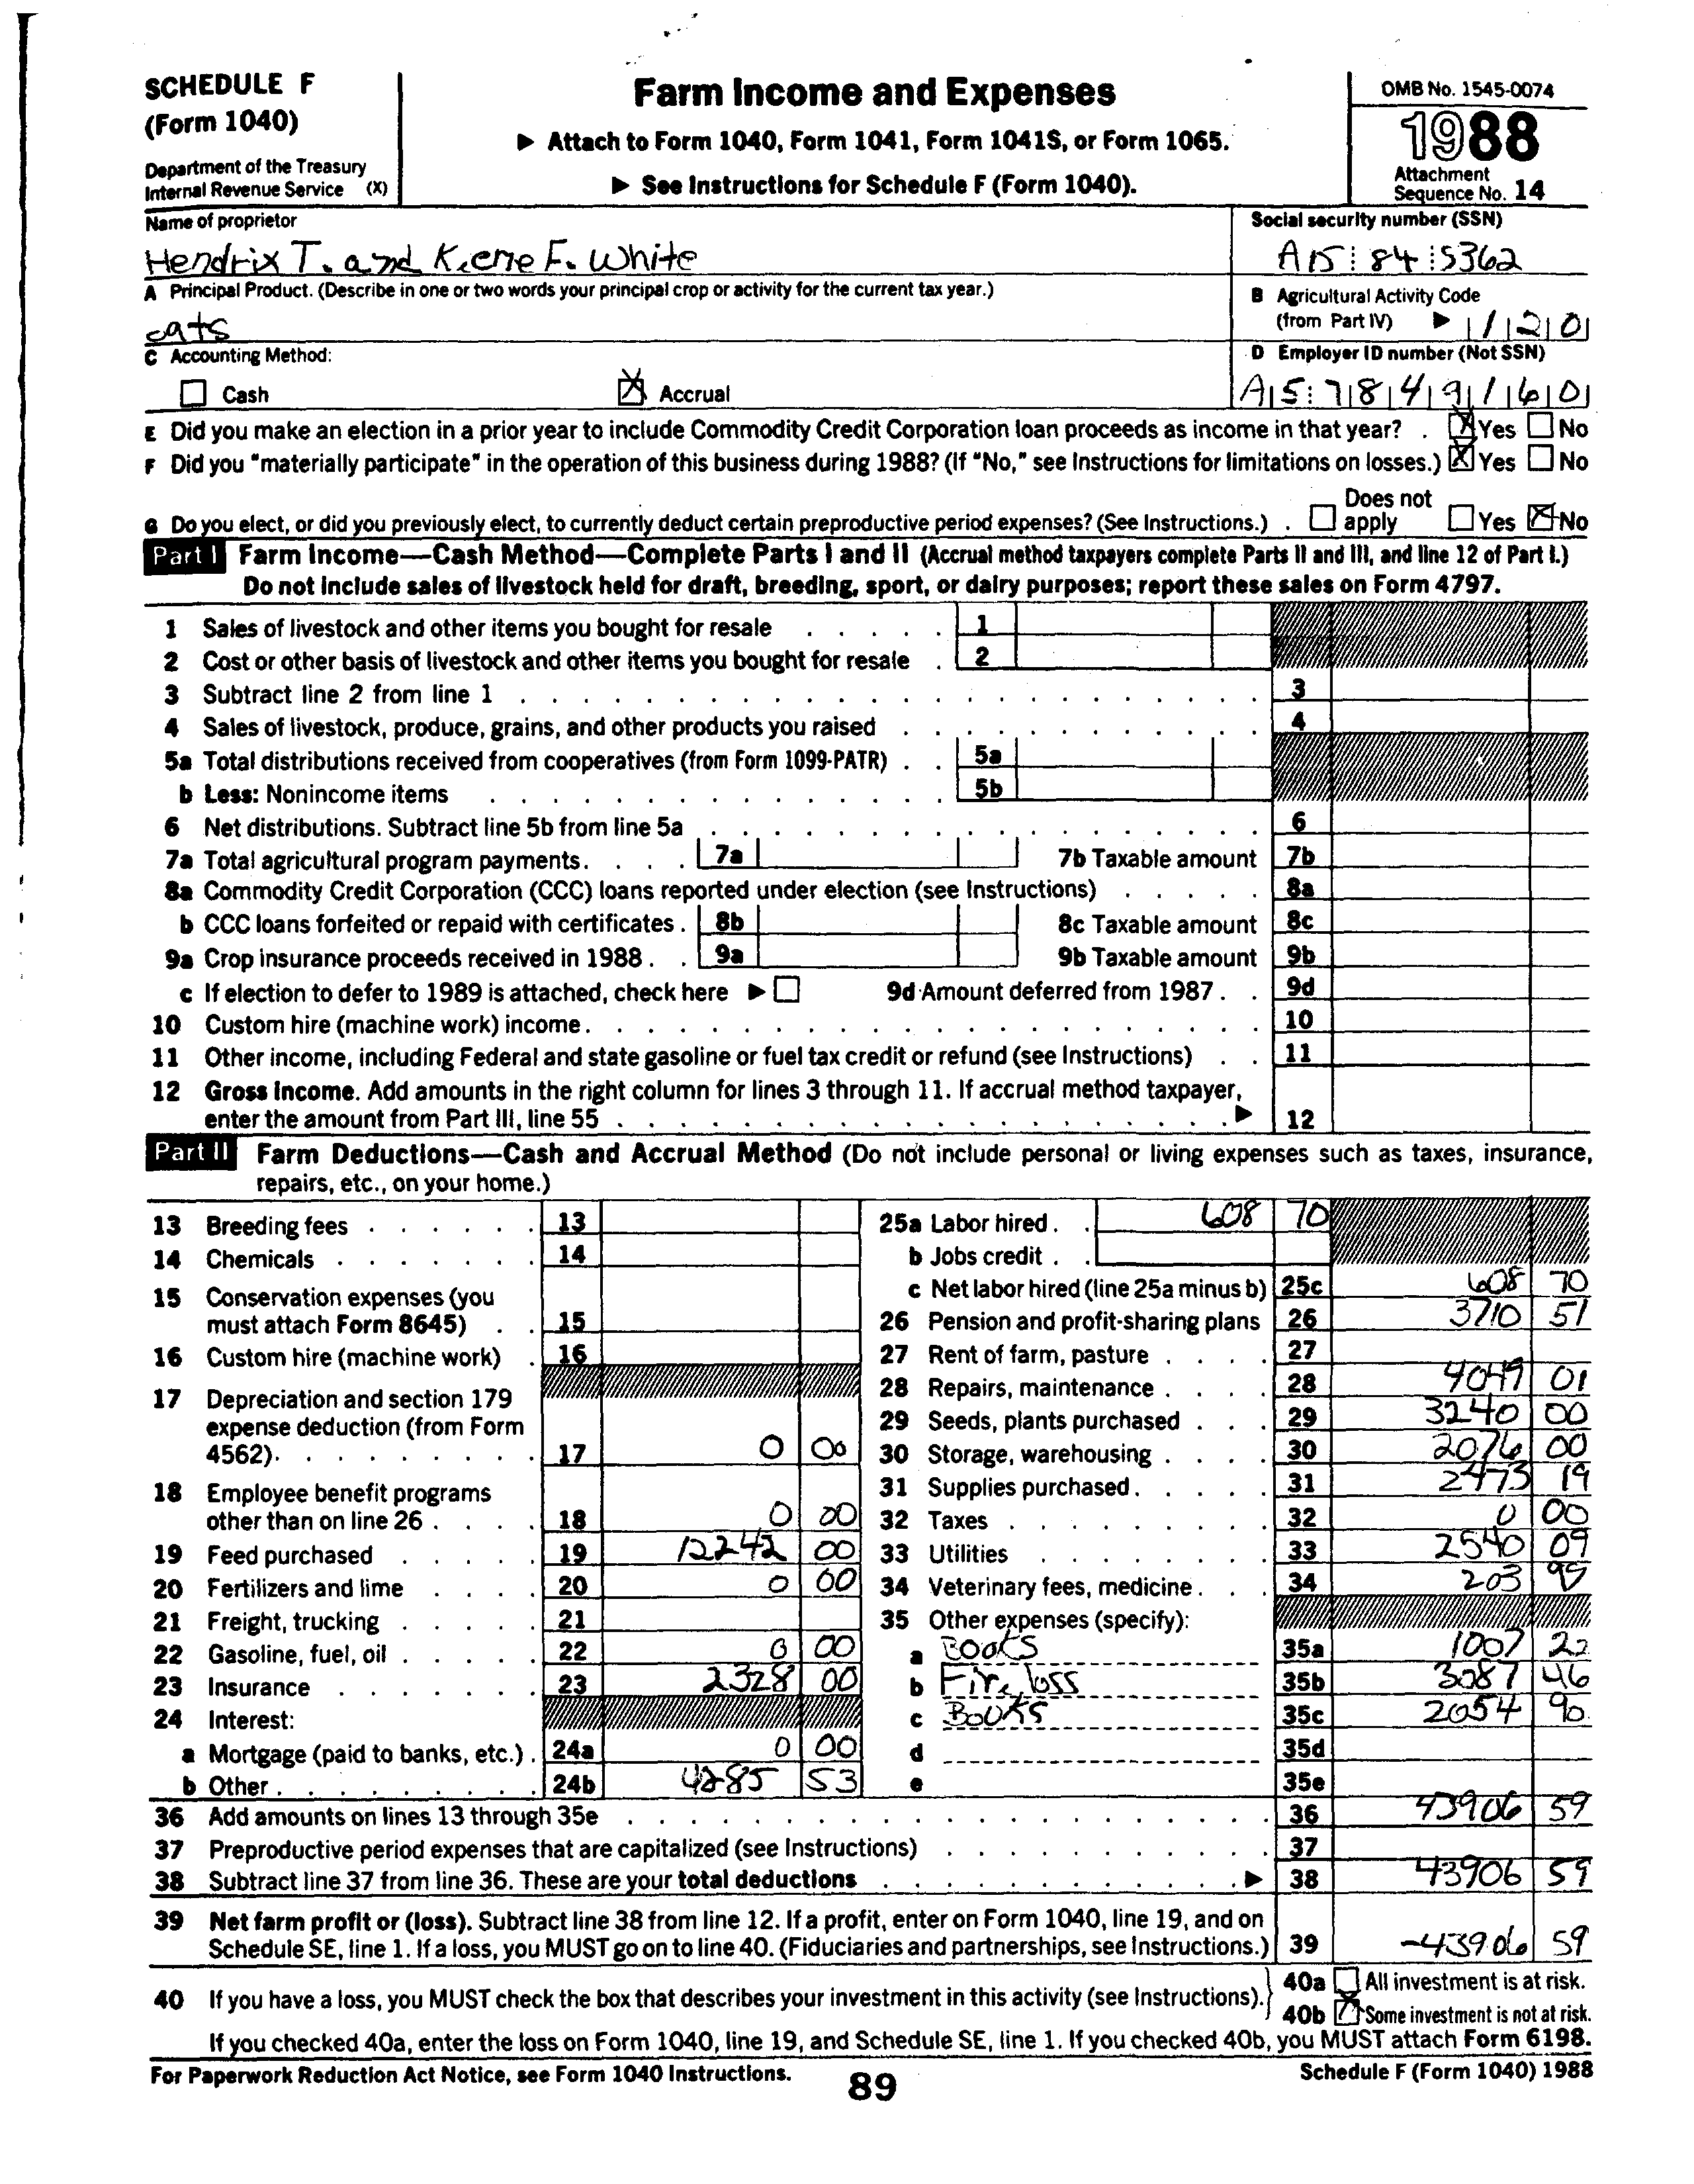 SCHEDULE F
(Form 1040)
Department of the Treasury
Internal Revenue Service (X)
Farm Income and Expenses
▶ Attach to Form 1040, Form 1041, Form 1041S, or Form 1065.
▶ See Instructions for Schedule F (Form 1040).
OMB No. 1545-0074
1988
Attachment
Sequence No. 14
Name of proprietor
Hendrix T. and Kiene F. White
Social security number (SSN)
A15 84 5362
A Principal Product. (Describe in one or two words your principal crop or activity for the current tax year.)
cats
B Agricultural Activity Code
(from Part IV) ▶ 1 2 0
C Accounting Method:
Cash Accrual
D Employer ID number (Not SSN)
A 5 7 8 4 9 1 6 0
E Did you make an election in a prior year to include Commodity Credit Corporation loan proceeds as income in that year? . Yes No
F Did you "materially participate" in the operation of this business during 1988? (If "No," see Instructions for limitations on losses.) Yes No
G Do you elect, or did you previously elect, to currently deduct certain preproductive period expenses? (See Instructions.) . Does not apply Yes No
Part I Farm Income—Cash Method—Complete Parts I and II (Accrual method taxpayers complete Parts II and III, and line 12 of Part I.)
Do not include sales of livestock held for draft, breeding, sport, or dairy purposes; report these sales on Form 4797.
1 Sales of livestock and other items you bought for resale . . . . . 1
2 Cost or other basis of livestock and other items you bought for resale . 2
3 Subtract line 2 from line 1 . . . . . 3
4 Sales of livestock, produce, grains, and other products you raised . . . . . 4
5a Total distributions received from cooperatives (from Form 1099-PATR) . . 5a
b Less: Nonincome items . . . . . 5b
6 Net distributions. Subtract line 5b from line 5a . . . . . 6
7a Total agricultural program payments. . . . 7a 7b Taxable amount 7b
8a Commodity Credit Corporation (CCC) loans reported under election (see Instructions) . . . . . 8a
b CCC loans forfeited or repaid with certificates . 8b 8c Taxable amount 8c
9a Crop insurance proceeds received in 1988 . . 9a 9b Taxable amount 9b
c If election to defer to 1989 is attached, check here ▶ 9d Amount deferred from 1987 . . 9d
10 Custom hire (machine work) income . . . . . 10
11 Other income, including Federal and state gasoline or fuel tax credit or refund (see Instructions) . . 11
12 Gross income. Add amounts in the right column for lines 3 through 11. If accrual method taxpayer,
enter the amount from Part III, line 55 . . . . . ▶ 12
Part II Farm Deductions—Cash and Accrual Method (Do not include personal or living expenses such as taxes, insurance,
repairs, etc., on your home.)
13 Breeding fees . . . . . . 13
14 Chemicals . . . . . . . 14
15 Conservation expenses (you
must attach Form 8645) . . 15
16 Custom hire (machine work) . 16
17 Depreciation and section 179
expense deduction (from Form
4562). . . . . . . . . 17 0 00
18 Employee benefit programs
other than on line 26 . . . . 18 0 00
19 Feed purchased . . . . . 19 12242 00
20 Fertilizers and lime . . . . 20 0 00
21 Freight, trucking . . . . . 21
22 Gasoline, fuel, oil . . . . . 22 0 00
23 Insurance . . . . . . . 23 2328 00
24 Interest:
a Mortgage (paid to banks, etc.) . 24a 0 00
b Other . . . . . . . . . 24b 4285 53
25a Labor hired . . 608 70
b Jobs credit . .
c Net labor hired (line 25a minus b) 25c 608 70
26 Pension and profit-sharing plans 26 3710 51
27 Rent of farm, pasture . . . . 27
28 Repairs, maintenance . . . . 28 4049 01
29 Seeds, plants purchased . . . 29 3240 00
30 Storage, warehousing . . . . 30 2076 00
31 Supplies purchased . . . . . 31 2473 19
32 Taxes . . . . . . . . . 32 0 00
33 Utilities . . . . . . . . 33 2540 09
34 Veterinary fees, medicine . . . 34 203 99
35 Other expenses (specify):
a Books 35a 1007 22
b Fire loss 35b 3087 46
c Books 35c 2054 90
d 35d
e 35e
36 Add amounts on lines 13 through 35e . . . . . 36 43906 59
37 Preproductive period expenses that are capitalized (see Instructions) . . . . . 37
38 Subtract line 37 from line 36. These are your total deductions . . . . . ▶ 38 43906 59
39 Net farm profit or (loss). Subtract line 38 from line 12. If a profit, enter on Form 1040, line 19, and on
Schedule SE, line 1. If a loss, you MUST go on to line 40. (Fiduciaries and partnerships, see Instructions.) 39 -43906 59
40 If you have a loss, you MUST check the box that describes your investment in this activity (see Instructions).
40a All investment is at risk.
40b Some investment is not at risk.
If you checked 40a, enter the loss on Form 1040, line 19, and Schedule SE, line 1. If you checked 40b, you MUST attach Form 6198.
For Paperwork Reduction Act Notice, see Form 1040 Instructions.
89
Schedule F (Form 1040) 1988